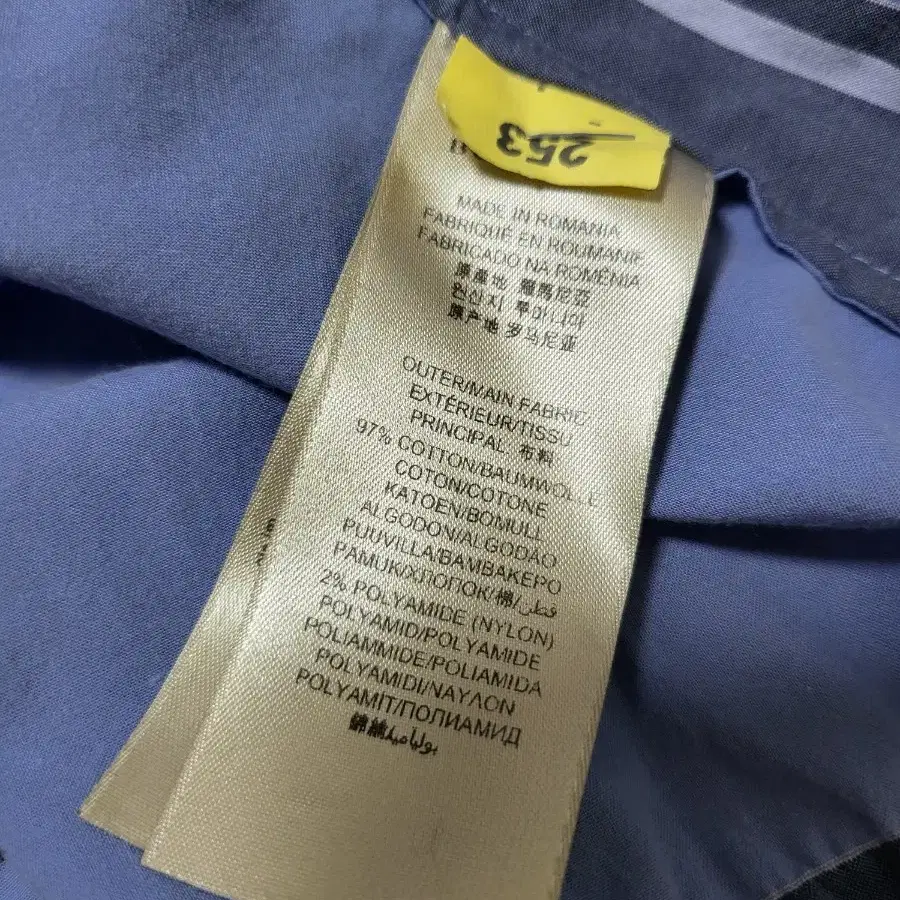 253
MADE IN ROMANIA
FABRIQUÉ EN ROUMANIE
FABRICADO NA ROMÉNIA
原產地 羅馬尼亞
원산지 루마니아
原产地 罗马尼亚
OUTER/MAIN FABRIC
EXTÉRIEUR/TISSU
PRINCIPAL 布料
97% COTTON/BAUMWOLLE
COTON/COTONE
KATOEN/BOMULL
ALGODON/ALGODÃO
PUUVILLA/BAMBAKEPO
PAMUK/ХЛОПОК/棉/قطن
2% POLYAMIDE (NYLON)
POLYAMID/POLYAMIDE
POLIAMMIDE/POLIAMIDA
POLYAMIDI/ΝΑΥΛΟΝ
POLYAMIT/ПОЛИАМИД
錦綸/بولياميد